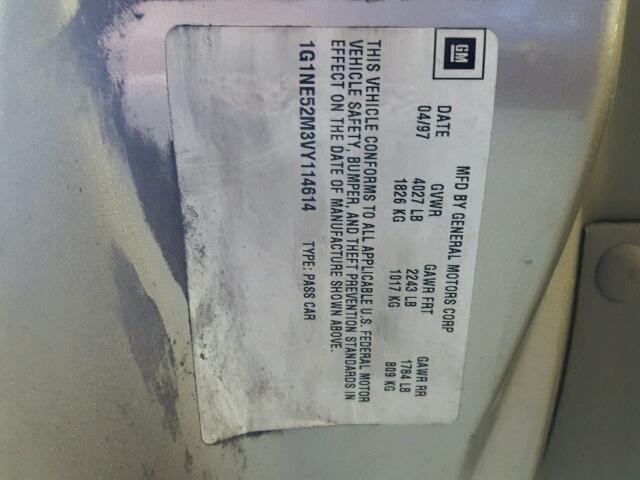 GM
MFD BY GENERAL MOTORS CORP
DATE GVWR GAWR FRT GAWR RR
04/97 4027 LB 2243 LB 1784 LB
1826 KG 1017 KG 809 KG
THIS VEHICLE CONFORMS TO ALL APPLICABLE U.S. FEDERAL MOTOR
VEHICLE SAFETY, BUMPER, AND THEFT PREVENTION STANDARDS IN
EFFECT ON THE DATE OF MANUFACTURE SHOWN ABOVE.
1G1NE52M3VY114614 TYPE: PASS CAR